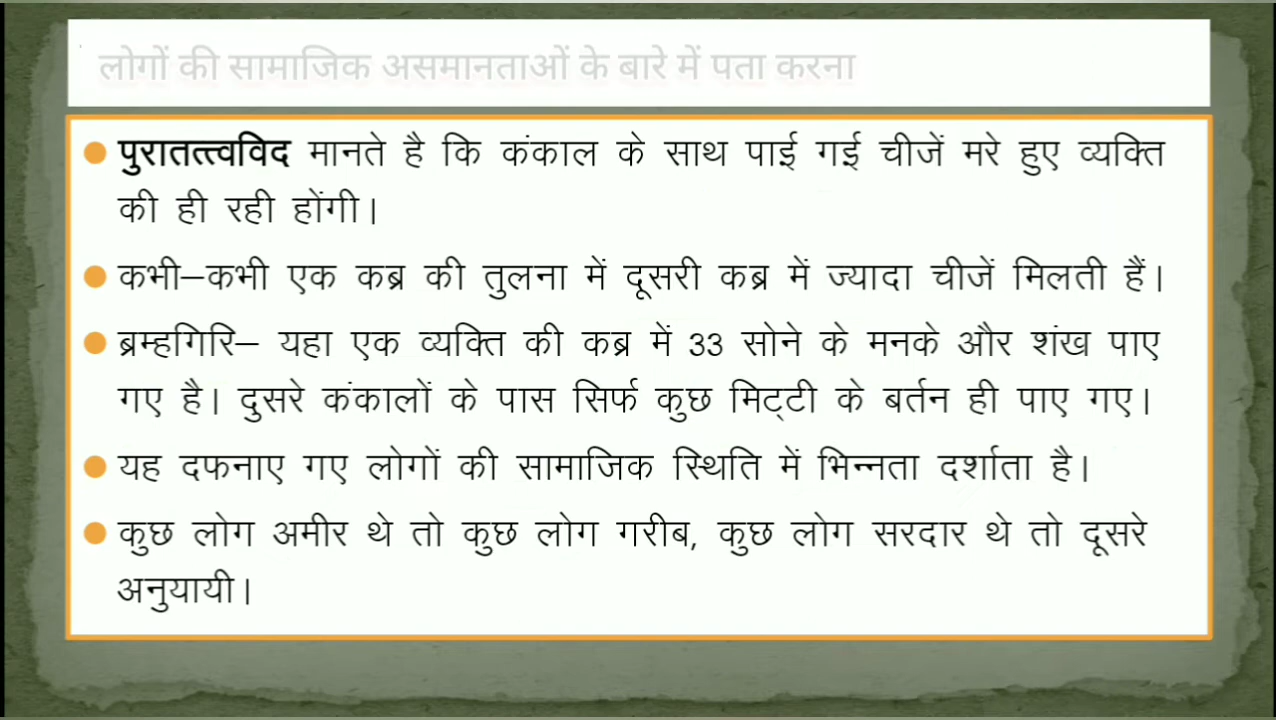 लोगों की सामाजिक असमानताओं के बारे में पता करना
पुरातत्त्वविद मानते है कि कंकाल के साथ पाई गई चीजें मरे हुए व्यक्ति
की ही रही होंगी।
कभी–कभी एक कब्र की तुलना में दूसरी कब्र में ज्यादा चीजें मिलती हैं।
ब्रम्हगिरि– यहा एक व्यक्ति की कब्र में 33 सोने के मनके और शंख पाए
गए है। दुसरे कंकालों के पास सिर्फ कुछ मिट्टी के बर्तन ही पाए गए।
यह दफनाए गए लोगों की सामाजिक स्थिति में भिन्नता दर्शाता है।
कुछ लोग अमीर थे तो कुछ लोग गरीब, कुछ लोग सरदार थे तो दूसरे
अनुयायी।